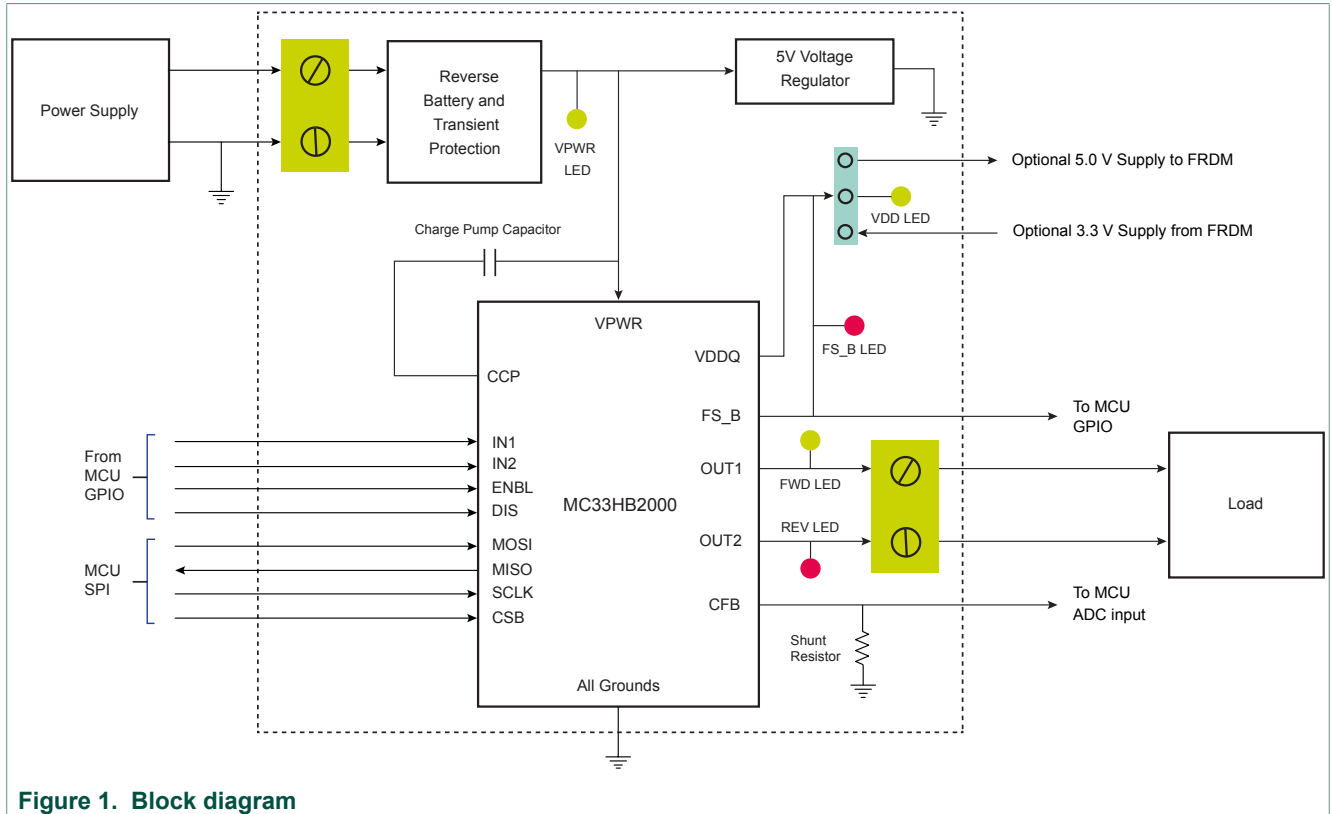 Power Supply
Reverse
Battery and
Transient
Protection
VPWR
LED
5V Voltage
Regulator
Optional 5.0 V Supply to FRDM
VDD LED
Optional 3.3 V Supply from FRDM
Charge Pump Capacitor
VPWR
VDDQ
FS_B LED
CCP
FS_B
To MCU
GPIO
From
MCU
GPIO
IN1
IN2
ENBL
DIS
MCU
SPI
MOSI
MISO
SCLK
CSB
MC33HB2000
OUT1
FWD LED
OUT2
REV LED
Load
CFB
To MCU
ADC input
Shunt
Resistor
All Grounds
Figure 1. Block diagram